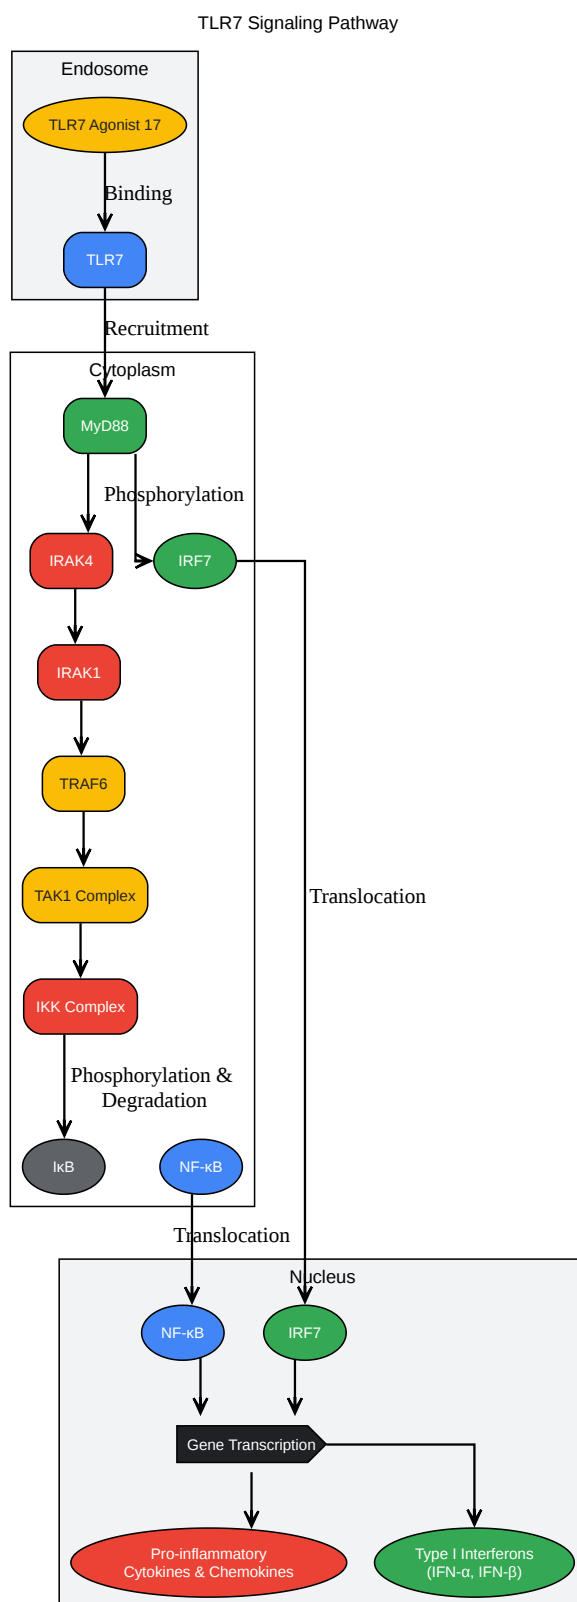 TLR7 Signaling Pathway
Endosome
TLR7 Agonist 17
Binding
TLR7
Recruitment
Cytoplasm
MyD88
Phosphorylation
IRAK4
IRF7
IRAK1
TRAF6
TAK1 Complex
Translocation
IKK Complex
Phosphorylation &
Degradation
IκB
NF-κB
Translocation
Nucleus
NF-κB
IRF7
Gene Transcription
Pro-inflammatory
Cytokines & Chemokines
Type I Interferons
(IFN-α, IFN-β)